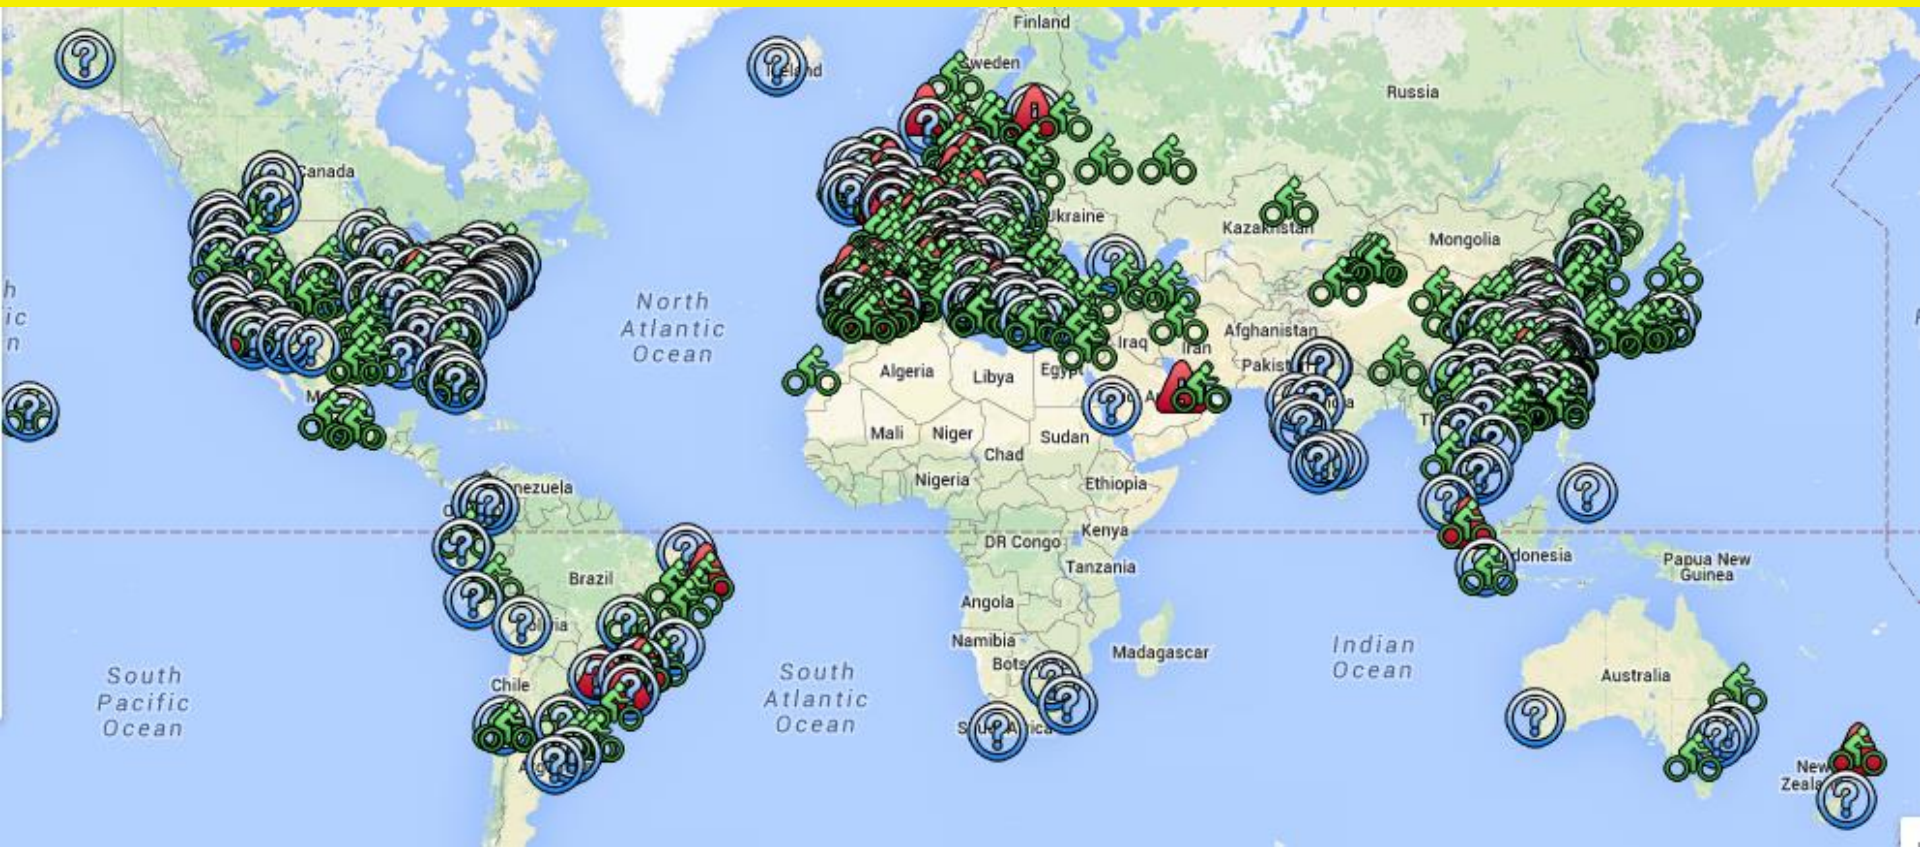 Finland
Sweden
Russia
Canada
Ukraine
Kazakhstan
Mongolia
North
Atlantic
Ocean
Afghanistan
Iraq
Iran
Algeria
Libya
Egypt
Mali
Niger
Sudan
Chad
Nigeria
Ethiopia
Kenya
DR Congo
Tanzania
Brazil
Papua New
Guinea
Angola
Namibia
Madagascar
Indian
Ocean
South
Pacific
Ocean
South
Atlantic
Ocean
Chile
Australia
New